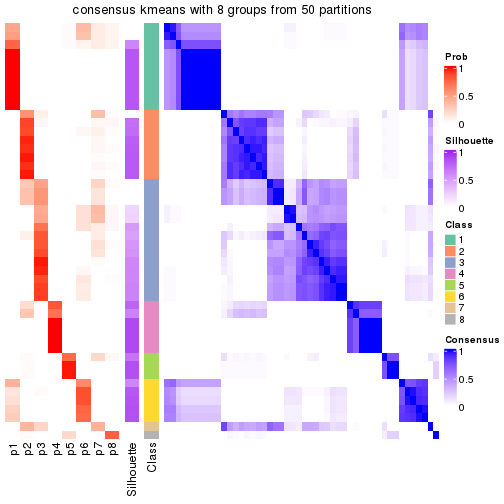 consensus kmeans with 8 groups from 50 partitions
Prob
1
0.5
0
Silhouette
1
0.5
0
Class
1
2
3
4
5
6
7
8
Consensus
1
0.5
0
p1
p2
p3
p4
p5
p6
p7
p8
Silhouette
Class